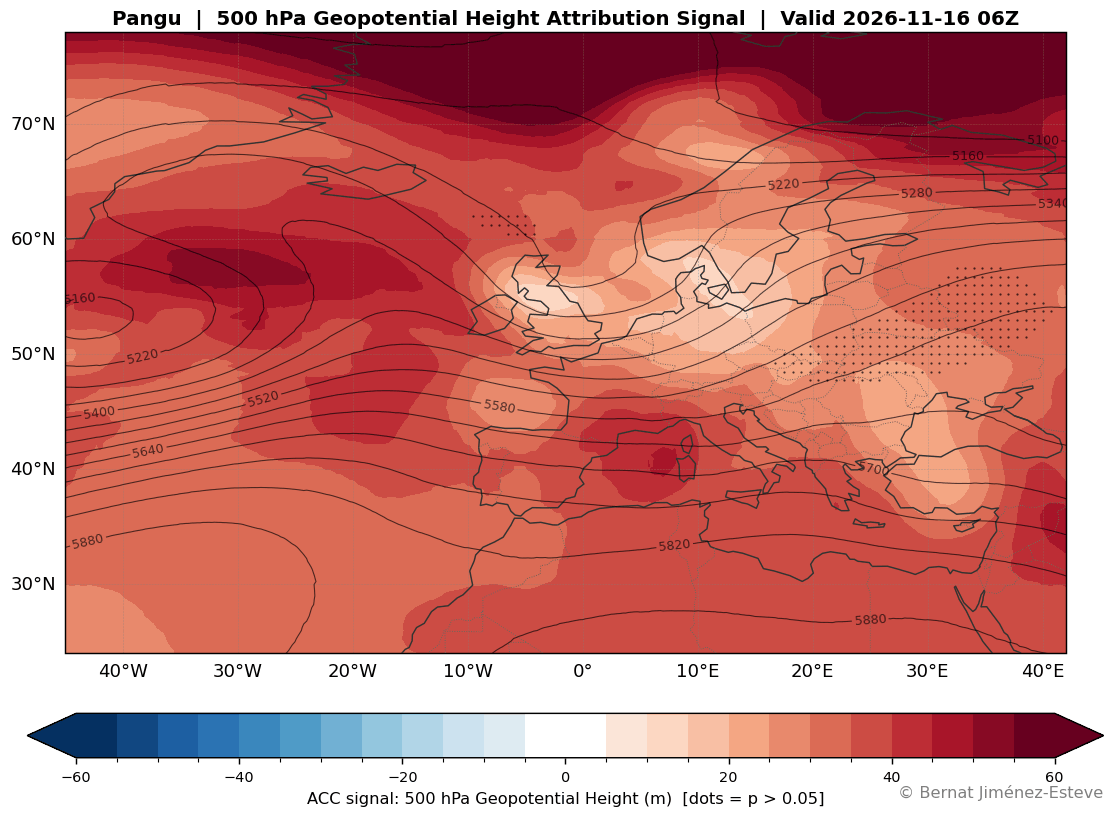 Pangu | 500 hPa Geopotential Height Attribution Signal | Valid 2026-11-16 06Z
70°N
60°N
50°N
40°N
30°N
5100
5160
5220
5280
5340
5160
5220
5400
5520
5580
5640
5700
5820
5880
5880
40°W 30°W 20°W 10°W 0° 10°E 20°E 30°E 40°E
−60 −40 −20 0 20 40 60
ACC signal: 500 hPa Geopotential Height (m) [dots = p > 0.05]
© Bernat Jiménez-Esteve